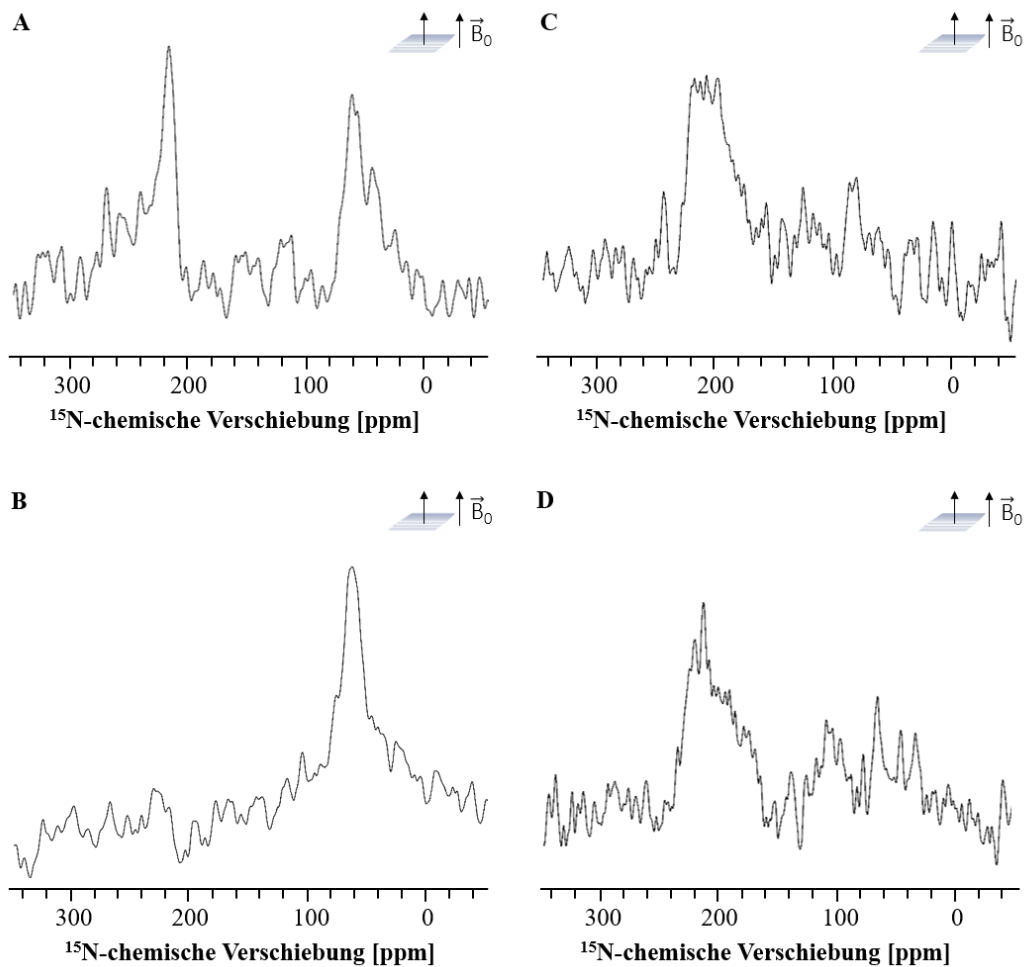 A
B⃗₀
300 200 100 0
¹⁵N-chemische Verschiebung [ppm]
C
B⃗₀
300 200 100 0
¹⁵N-chemische Verschiebung [ppm]
B
B⃗₀
300 200 100 0
¹⁵N-chemische Verschiebung [ppm]
D
B⃗₀
300 200 100 0
¹⁵N-chemische Verschiebung [ppm]